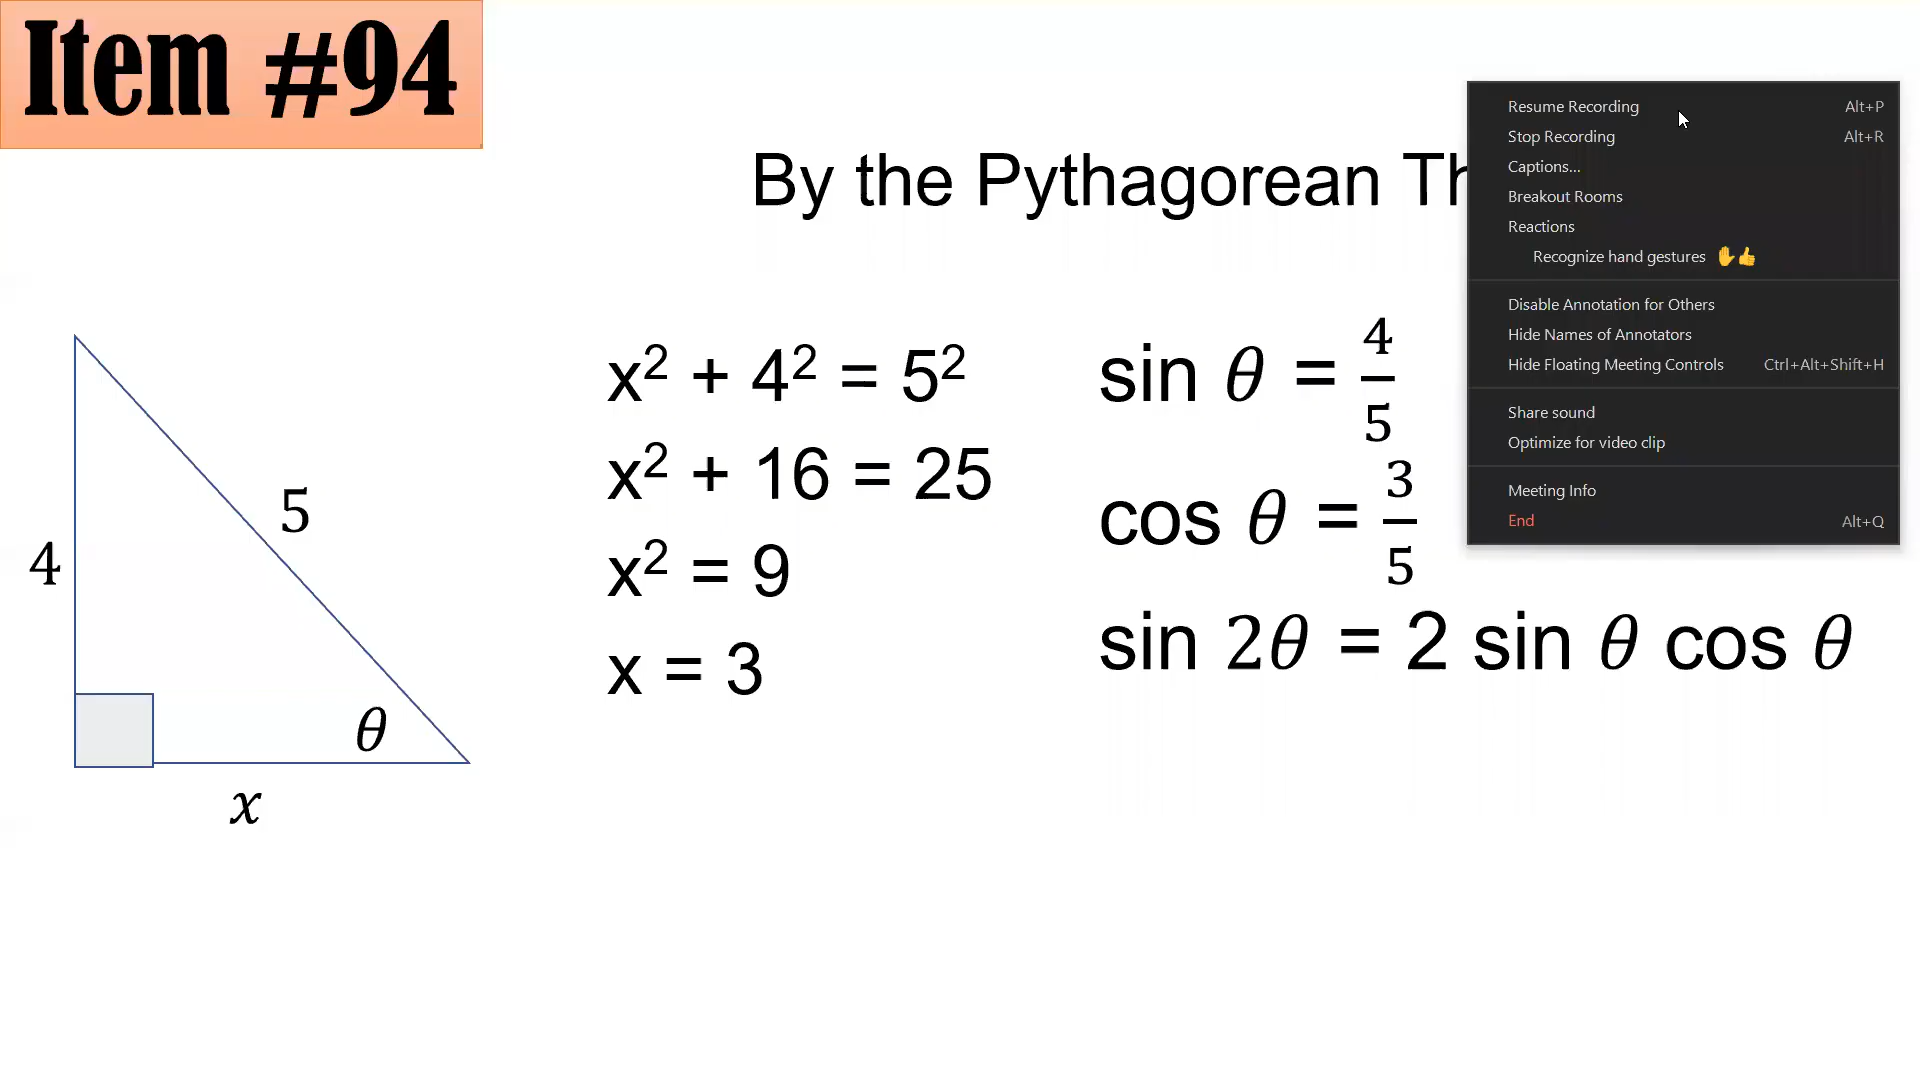 Item #94
By the Pythagorean Th
x² + 4² = 5²
x² + 16 = 25
x² = 9
x = 3
sin θ = 4/5
cos θ = 3/5
sin 2θ = 2 sin θ cos θ
4
5
θ
x
Resume Recording Alt+P
Stop Recording Alt+R
Captions...
Breakout Rooms
Reactions
Recognize hand gestures ✋👍
Disable Annotation for Others
Hide Names of Annotators
Hide Floating Meeting Controls Ctrl+Alt+Shift+H
Share sound
Optimize for video clip
Meeting Info
End Alt+Q